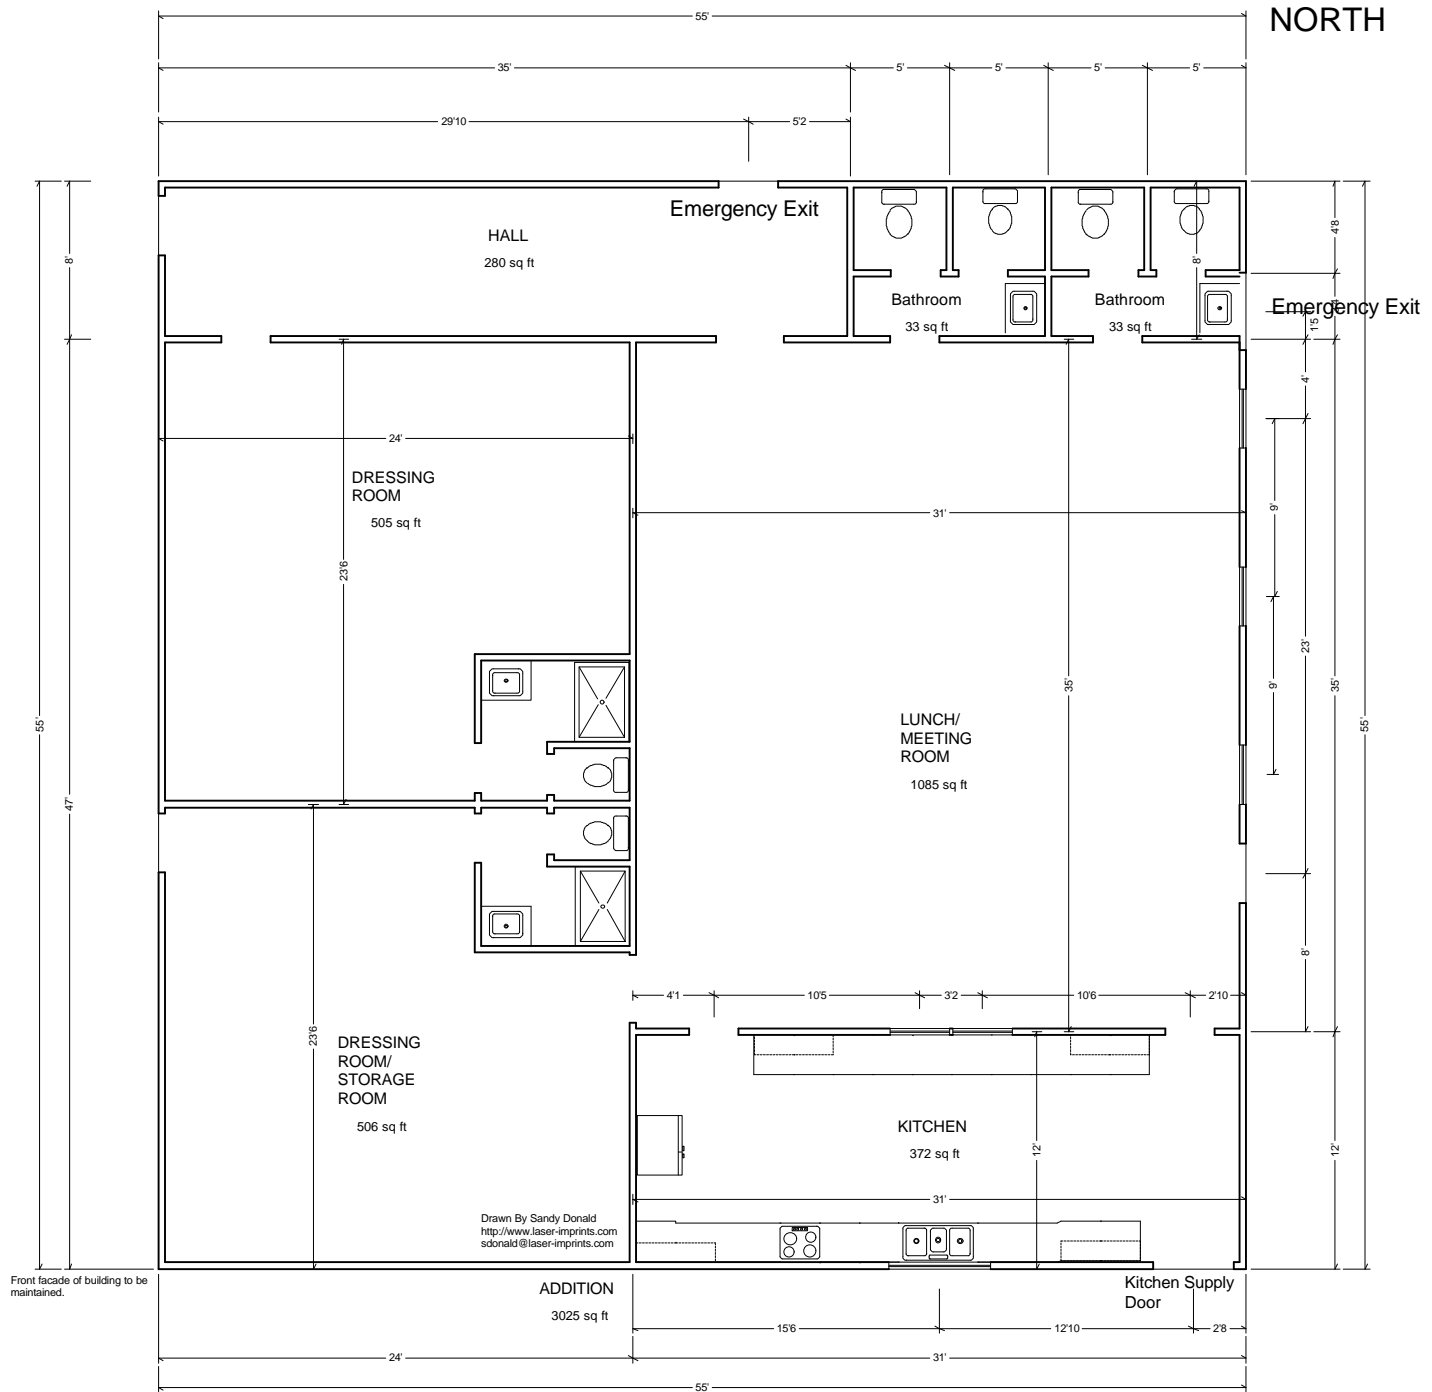 55'
NORTH
35'
5'
5'
5'
5'
29'10
5'2
Emergency Exit
HALL
280 sq ft
8'
8'
4'8
Bathroom
33 sq ft
Bathroom
33 sq ft
Emergency Exit
1'5
4'
24'
DRESSING
ROOM
505 sq ft
31'
9'
23'6
23'
35'
35'
9'
LUNCH/
MEETING
ROOM
1085 sq ft
55'
55'
47'
8'
4'1
10'5
3'2
10'6
2'10
23'6
DRESSING
ROOM/
STORAGE
ROOM
506 sq ft
KITCHEN
372 sq ft
12'
12'
31'
Drawn By Sandy Donald
http://www.laser-imprints.com
sdonald@laser-imprints.com
Front facade of building to be
maintained.
ADDITION
3025 sq ft
Kitchen Supply
Door
15'6
12'10
2'8
24'
31'
55'